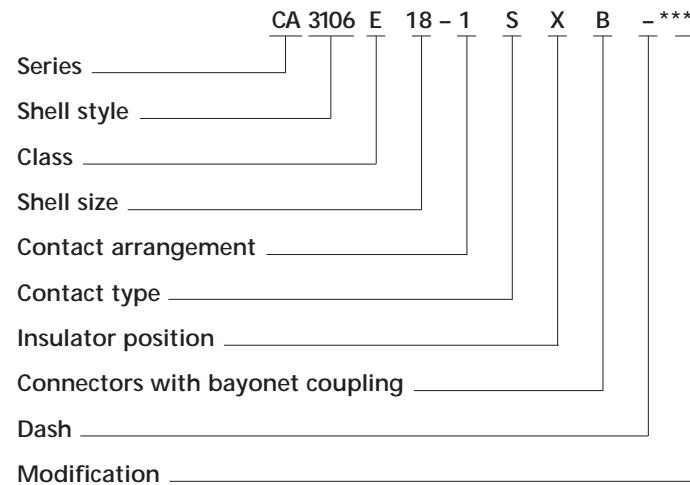 CA 3106 E 18 – 1 S X B – ***
Series
Shell style
Class
Shell size
Contact arrangement
Contact type
Insulator position
Connectors with bayonet coupling
Dash
Modification